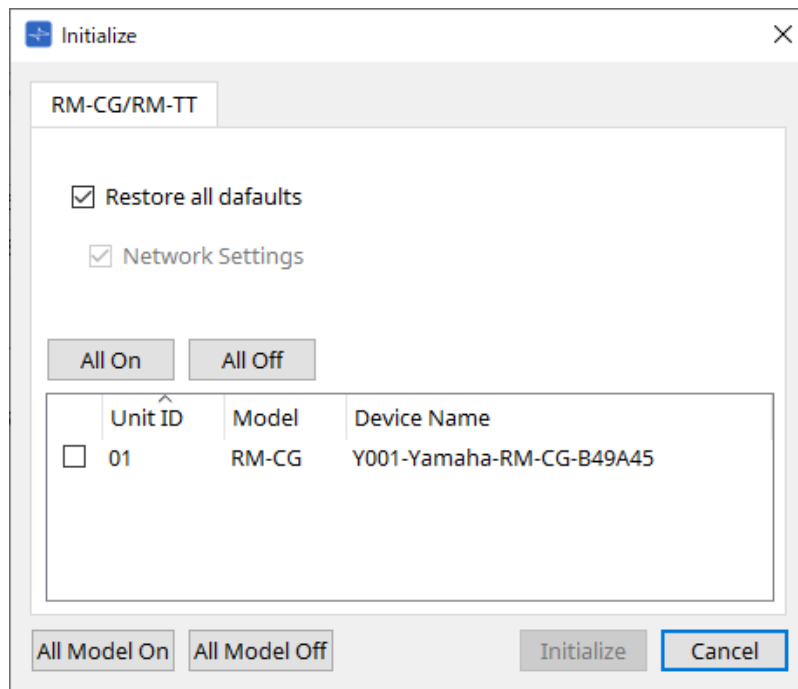 Initialize
RM-CG/RM-TT
Restore all dafaults
Network Settings
All On All Off
Unit ID Model Device Name
01 RM-CG Y001-Yamaha-RM-CG-B49A45
All Model On All Model Off Initialize Cancel